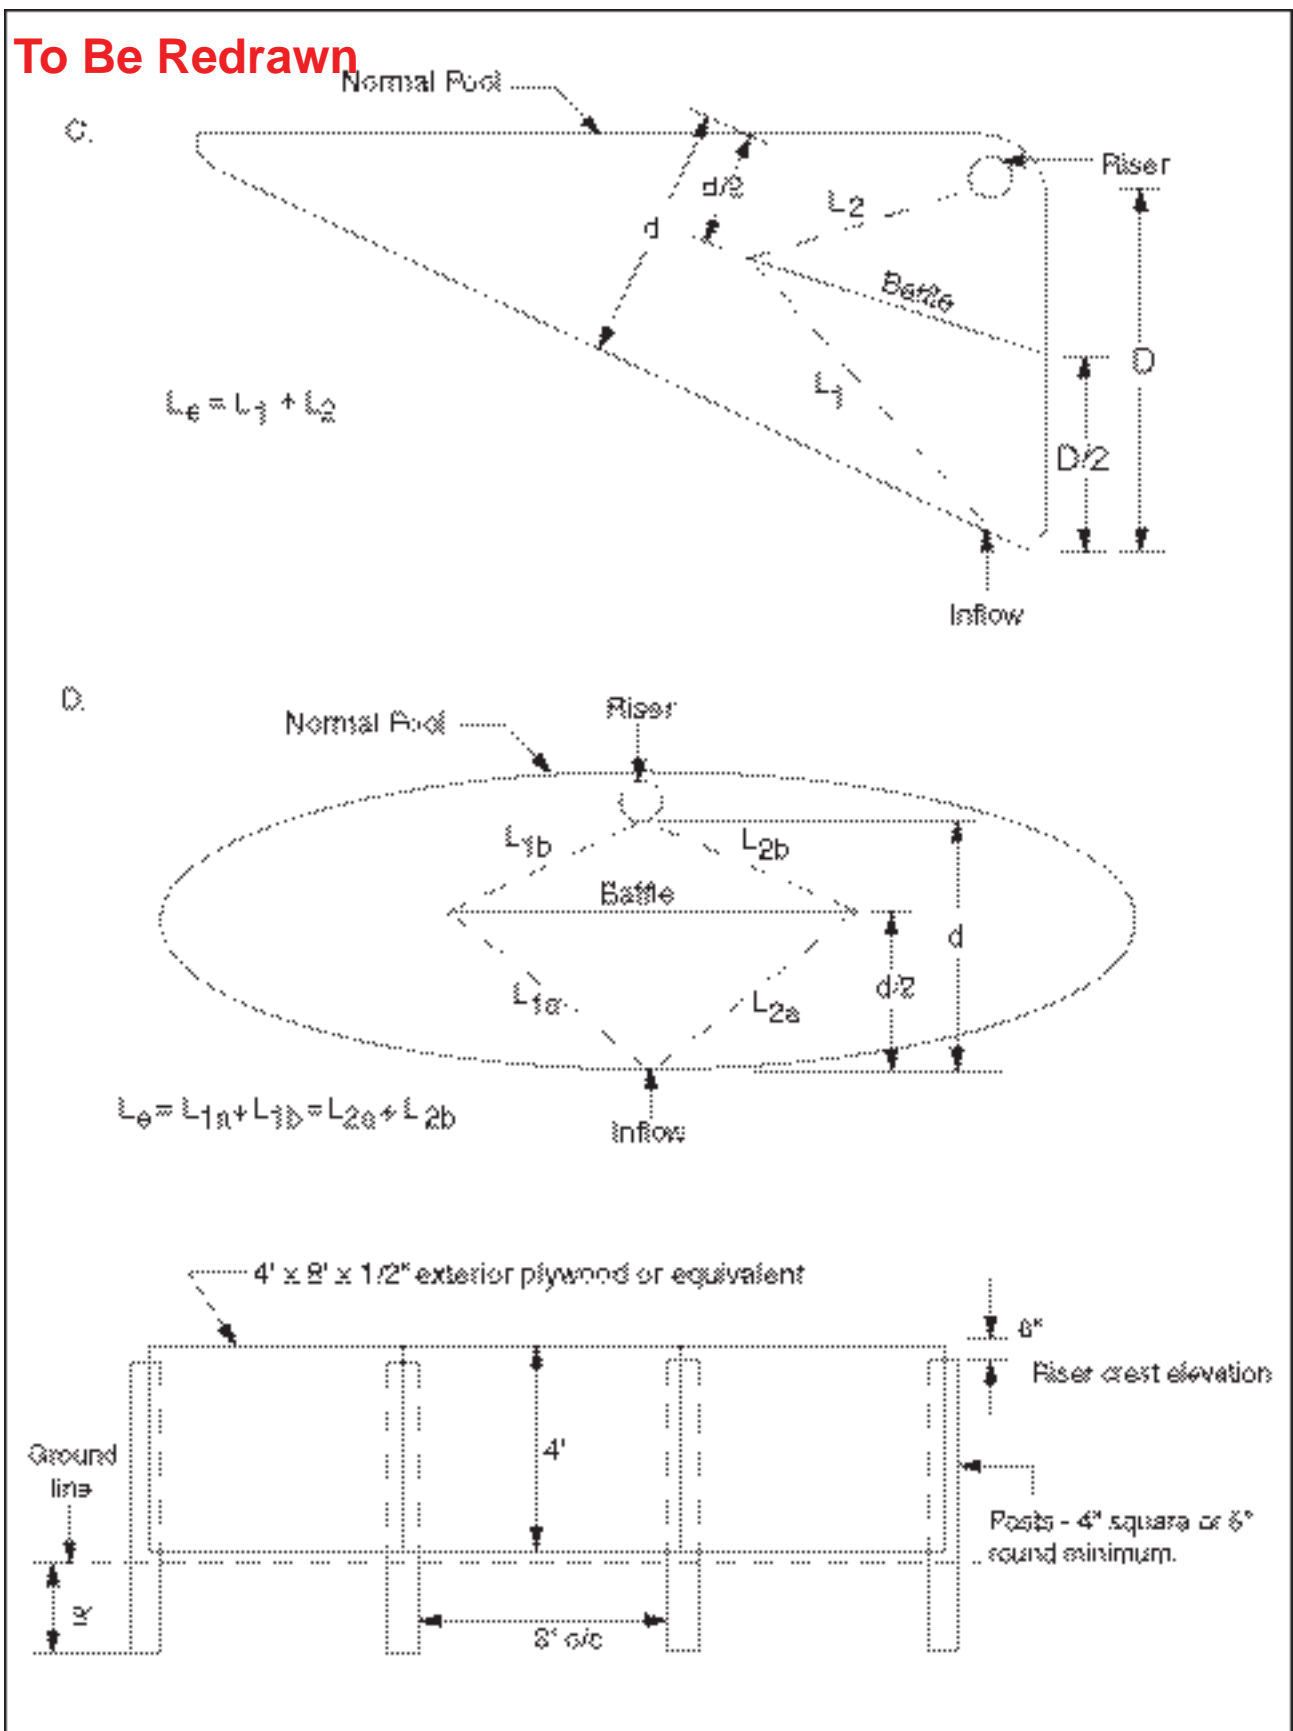 To Be Redrawn
Normal Pool
C.
Riser
d/2
L2
d
Baffle
D
L1
Le = L1 + L2
D/2
Inflow
D.
Riser
Normal Pool
L1b
L2b
Baffle
d
d/2
L1a
L2a
Le = L1a + L1b = L2a + L2b
Inflow
4' x 8' x 1/2" exterior plywood or equivalent
6"
Riser crest elevation
4'
Ground
line
Posts - 4" square or 6"
round minimum.
8' o/c